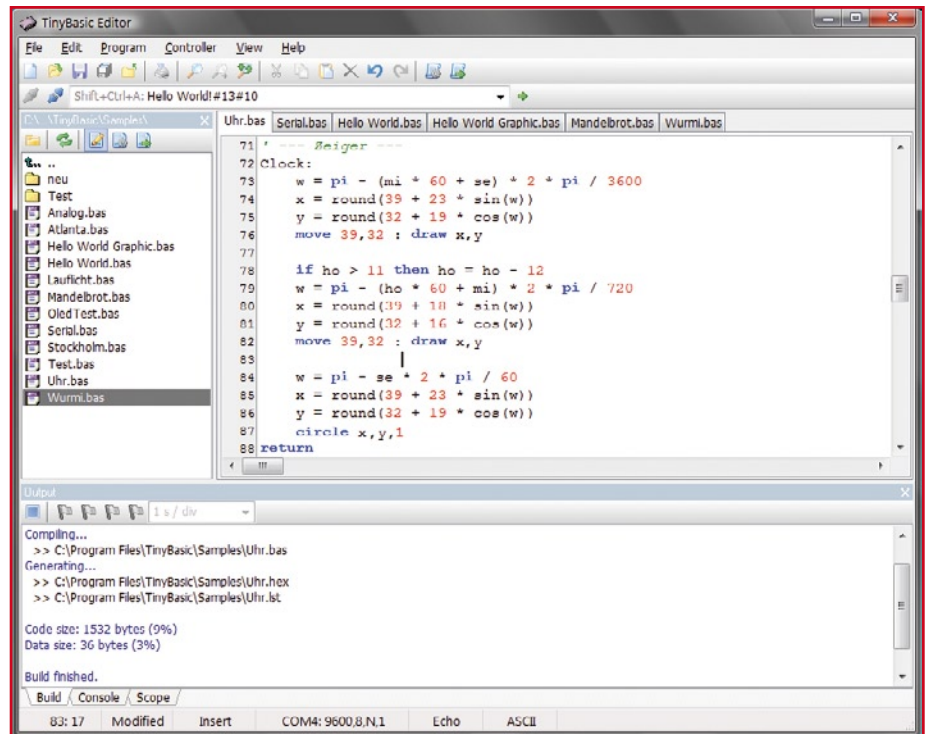 TinyBasic Editor
File Edit Program Controller View Help
Shift+Ctrl+A: Hello World!#13#10
C:\..\TinyBasic\Samples\
..
neu
Test
Analog.bas
Atlanta.bas
Hello World Graphic.bas
Hello World.bas
Lauflicht.bas
Mandelbrot.bas
OledTest.bas
Serial.bas
Stockholm.bas
Test.bas
Uhr.bas
Wurmi.bas
Uhr.bas Serial.bas Hello World.bas Hello World Graphic.bas Mandelbrot.bas Wurmi.bas
71 ' --- Zeiger ---
72 Clock:
73 w = pi - (mi * 60 + se) * 2 * pi / 3600
74 x = round(39 + 23 * sin(w))
75 y = round(32 + 19 * cos(w))
76 move 39,32 : draw x,y
77
78 if ho > 11 then ho = ho - 12
79 w = pi - (ho * 60 + mi) * 2 * pi / 720
80 x = round(39 + 18 * sin(w))
81 y = round(32 + 16 * cos(w))
82 move 39,32 : draw x,y
83
84 w = pi - se * 2 * pi / 60
85 x = round(39 + 23 * sin(w))
86 y = round(32 + 19 * cos(w))
87 circle x,y,1
88 return
Output
1 s / div
Compiling...
>> C:\Program Files\TinyBasic\Samples\Uhr.bas
Generating...
>> C:\Program Files\TinyBasic\Samples\Uhr.hex
>> C:\Program Files\TinyBasic\Samples\Uhr.lst
Code size: 1532 bytes (9%)
Data size: 36 bytes (3%)
Build finished.
Build Console Scope
83: 17 Modified Insert COM4: 9600,8,N,1 Echo ASCII